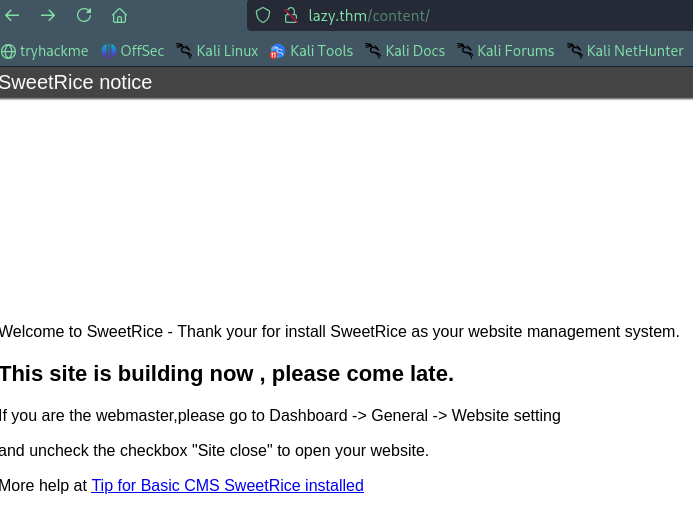 lazy.thm/content/
tryhackme OffSec Kali Linux Kali Tools Kali Docs Kali Forums Kali NetHunter
SweetRice notice
Welcome to SweetRice - Thank your for install SweetRice as your website management system.
This site is building now , please come late.
If you are the webmaster,please go to Dashboard -> General -> Website setting
and uncheck the checkbox "Site close" to open your website.
More help at Tip for Basic CMS SweetRice installed